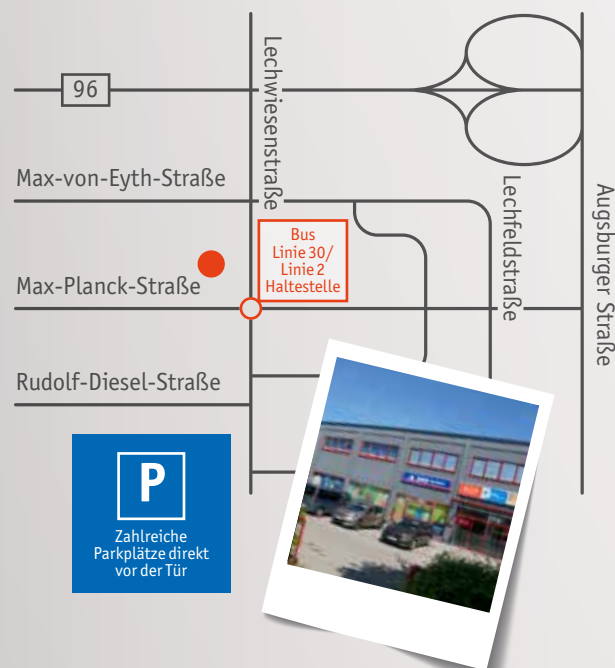 96
Lechwiesenstraße
Max-von-Eyth-Straße
Lechfeldstraße
Augsburger Straße
Bus
Linie 30/
Linie 2
Haltestelle
Max-Planck-Straße
Rudolf-Diesel-Straße
P
Zahlreiche
Parkplätze direkt
vor der Tür